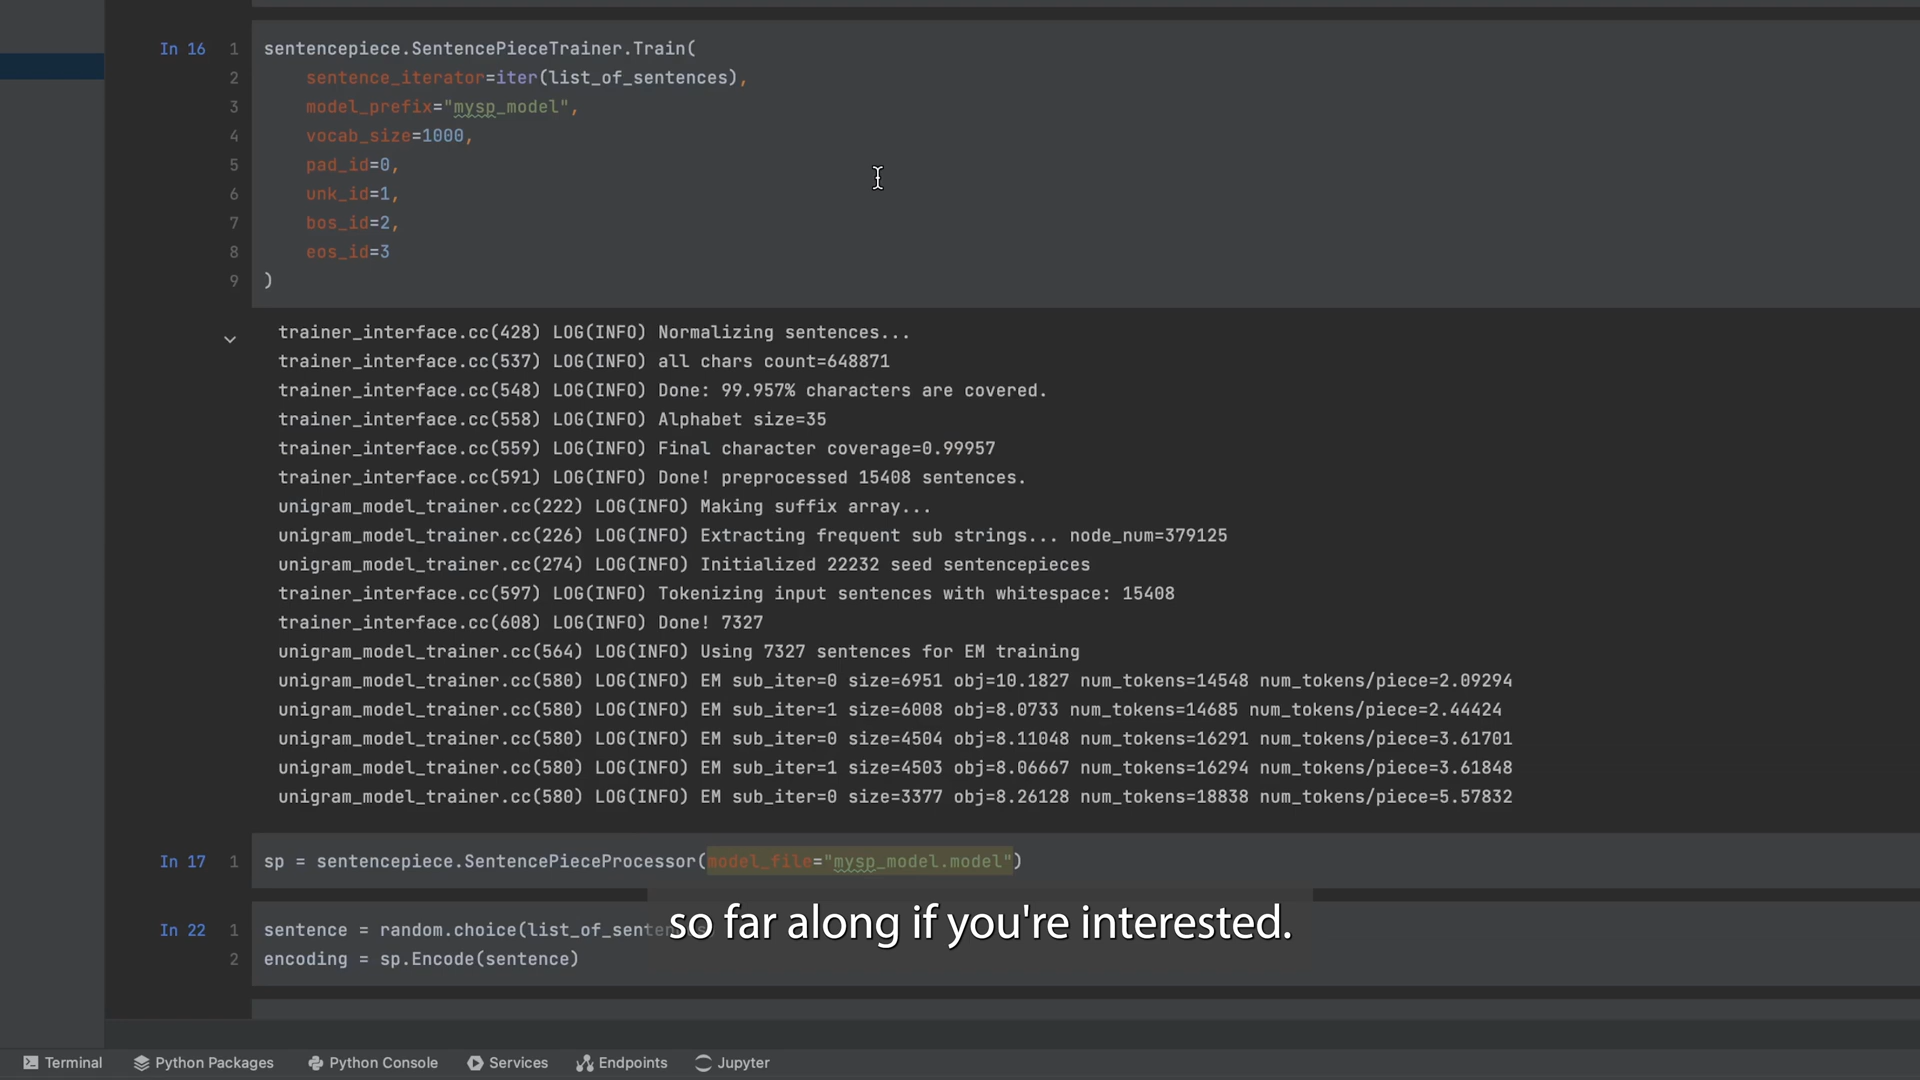 In 16
1 sentencepiece.SentencePieceTrainer.Train(
2 sentence_iterator=iter(list_of_sentences),
3 model_prefix="mysp_model",
4 vocab_size=1000,
5 pad_id=0,
6 unk_id=1,
7 bos_id=2,
8 eos_id=3
9 )
trainer_interface.cc(428) LOG(INFO) Normalizing sentences...
trainer_interface.cc(537) LOG(INFO) all chars count=648871
trainer_interface.cc(548) LOG(INFO) Done: 99.957% characters are covered.
trainer_interface.cc(558) LOG(INFO) Alphabet size=35
trainer_interface.cc(559) LOG(INFO) Final character coverage=0.99957
trainer_interface.cc(591) LOG(INFO) Done! preprocessed 15408 sentences.
unigram_model_trainer.cc(222) LOG(INFO) Making suffix array...
unigram_model_trainer.cc(226) LOG(INFO) Extracting frequent sub strings... node_num=379125
unigram_model_trainer.cc(274) LOG(INFO) Initialized 22232 seed sentencepieces
trainer_interface.cc(597) LOG(INFO) Tokenizing input sentences with whitespace: 15408
trainer_interface.cc(608) LOG(INFO) Done! 7327
unigram_model_trainer.cc(564) LOG(INFO) Using 7327 sentences for EM training
unigram_model_trainer.cc(580) LOG(INFO) EM sub_iter=0 size=6951 obj=10.1827 num_tokens=14548 num_tokens/piece=2.09294
unigram_model_trainer.cc(580) LOG(INFO) EM sub_iter=1 size=6008 obj=8.0733 num_tokens=14685 num_tokens/piece=2.44424
unigram_model_trainer.cc(580) LOG(INFO) EM sub_iter=0 size=4504 obj=8.11048 num_tokens=16291 num_tokens/piece=3.61701
unigram_model_trainer.cc(580) LOG(INFO) EM sub_iter=1 size=4503 obj=8.06667 num_tokens=16294 num_tokens/piece=3.61848
unigram_model_trainer.cc(580) LOG(INFO) EM sub_iter=0 size=3377 obj=8.26128 num_tokens=18838 num_tokens/piece=5.57832
In 17 1 sp = sentencepiece.SentencePieceProcessor(model_file="mysp_model.model")
In 22 1 sentence = random.choice(list_of_sente
so far along if you're interested.
2 encoding = sp.Encode(sentence)
Terminal Python Packages Python Console Services Endpoints Jupyter